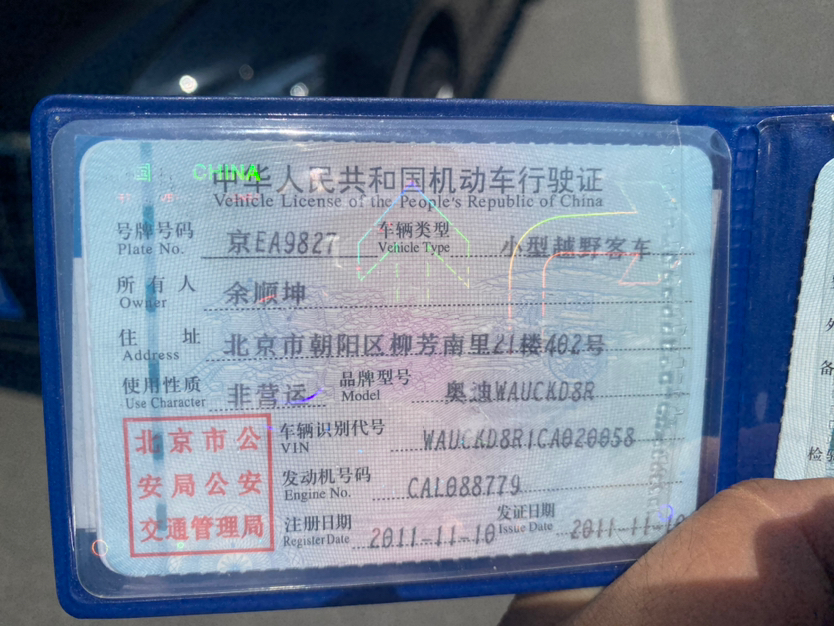 中国 CHINA
中华人民共和国机动车行驶证
Vehicle License of the People's Republic of China
号牌号码 京EA9827 车辆类型 小型越野客车
Plate No. Vehicle Type
所有人 余顺坤
Owner
住址 北京市朝阳区柳芳南里21楼402号
Address
使用性质 非营运 品牌型号 奥迪WAUCKD8R
Use Character Model
北京市公 车辆识别代号 WAUCKD8R1CA020058
VIN
安局公安 发动机号码 CAL088779
Engine No.
交通管理局 注册日期 2011-11-10 发证日期 2011-11-10
Register Date Issue Date
检验